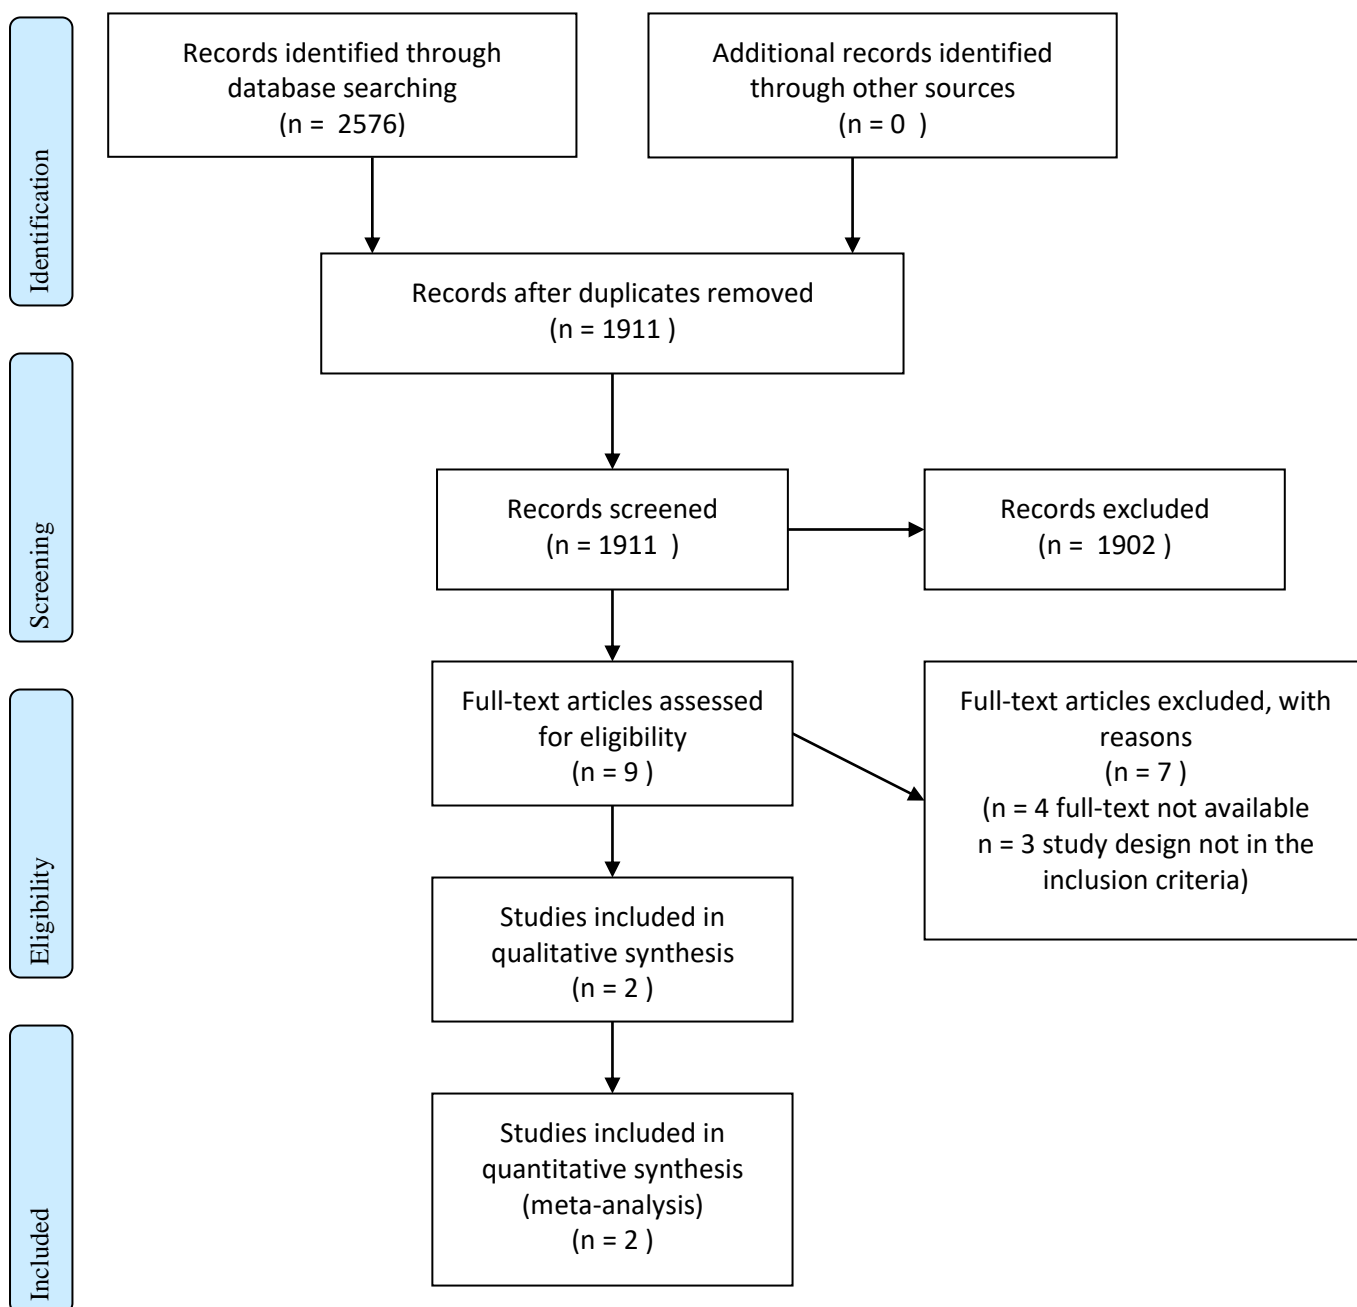 Identification
Records identified through
database searching
(n =  2576)
Additional records identified
through other sources
(n = 0  )
Records after duplicates removed
(n = 1911 )
Screening
Records screened
(n = 1911  )
Records excluded
(n =  1902 )
Eligibility
Full-text articles assessed
for eligibility
(n = 9 )
Full-text articles excluded, with
reasons
(n = 7 )
(n = 4 full-text not available
n = 3 study design not in the
inclusion criteria)
Studies included in
qualitative synthesis
(n = 2 )
Included
Studies included in
quantitative synthesis
(meta-analysis)
(n = 2 )